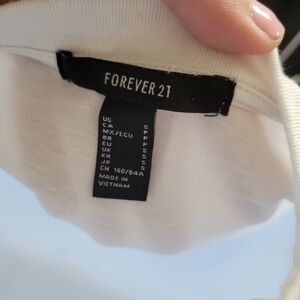 FOREVER 21
US S
CA P
MX/ECU P
BR P
EU S
UK S
KR S
JP S
CN 160/84A
MADE IN
VIETNAM